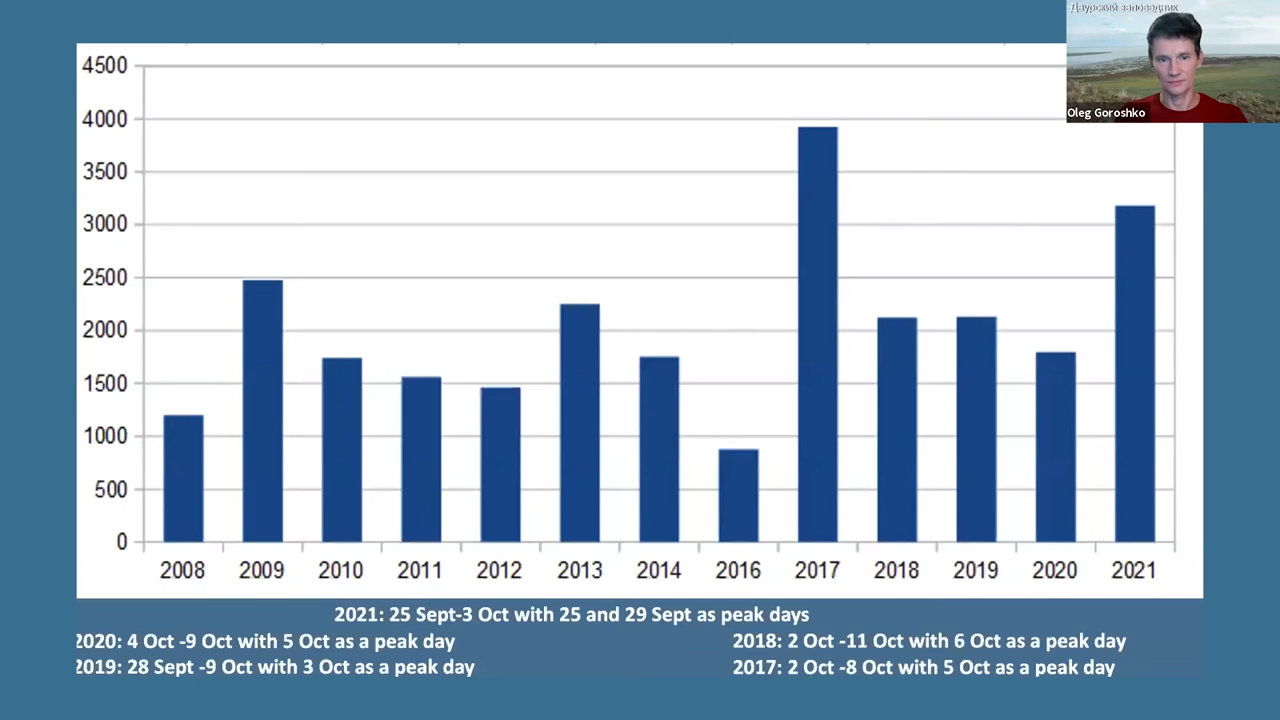 Даурский заповедник
Oleg Goroshko
4500
4000
3500
3000
2500
2000
1500
1000
500
0
2008 2009 2010 2011 2012 2013 2014 2016 2017 2018 2019 2020 2021
2021: 25 Sept-3 Oct with 25 and 29 Sept as peak days
2020: 4 Oct -9 Oct with 5 Oct as a peak day
2018: 2 Oct -11 Oct with 6 Oct as a peak day
2019: 28 Sept -9 Oct with 3 Oct as a peak day
2017: 2 Oct -8 Oct with 5 Oct as a peak day